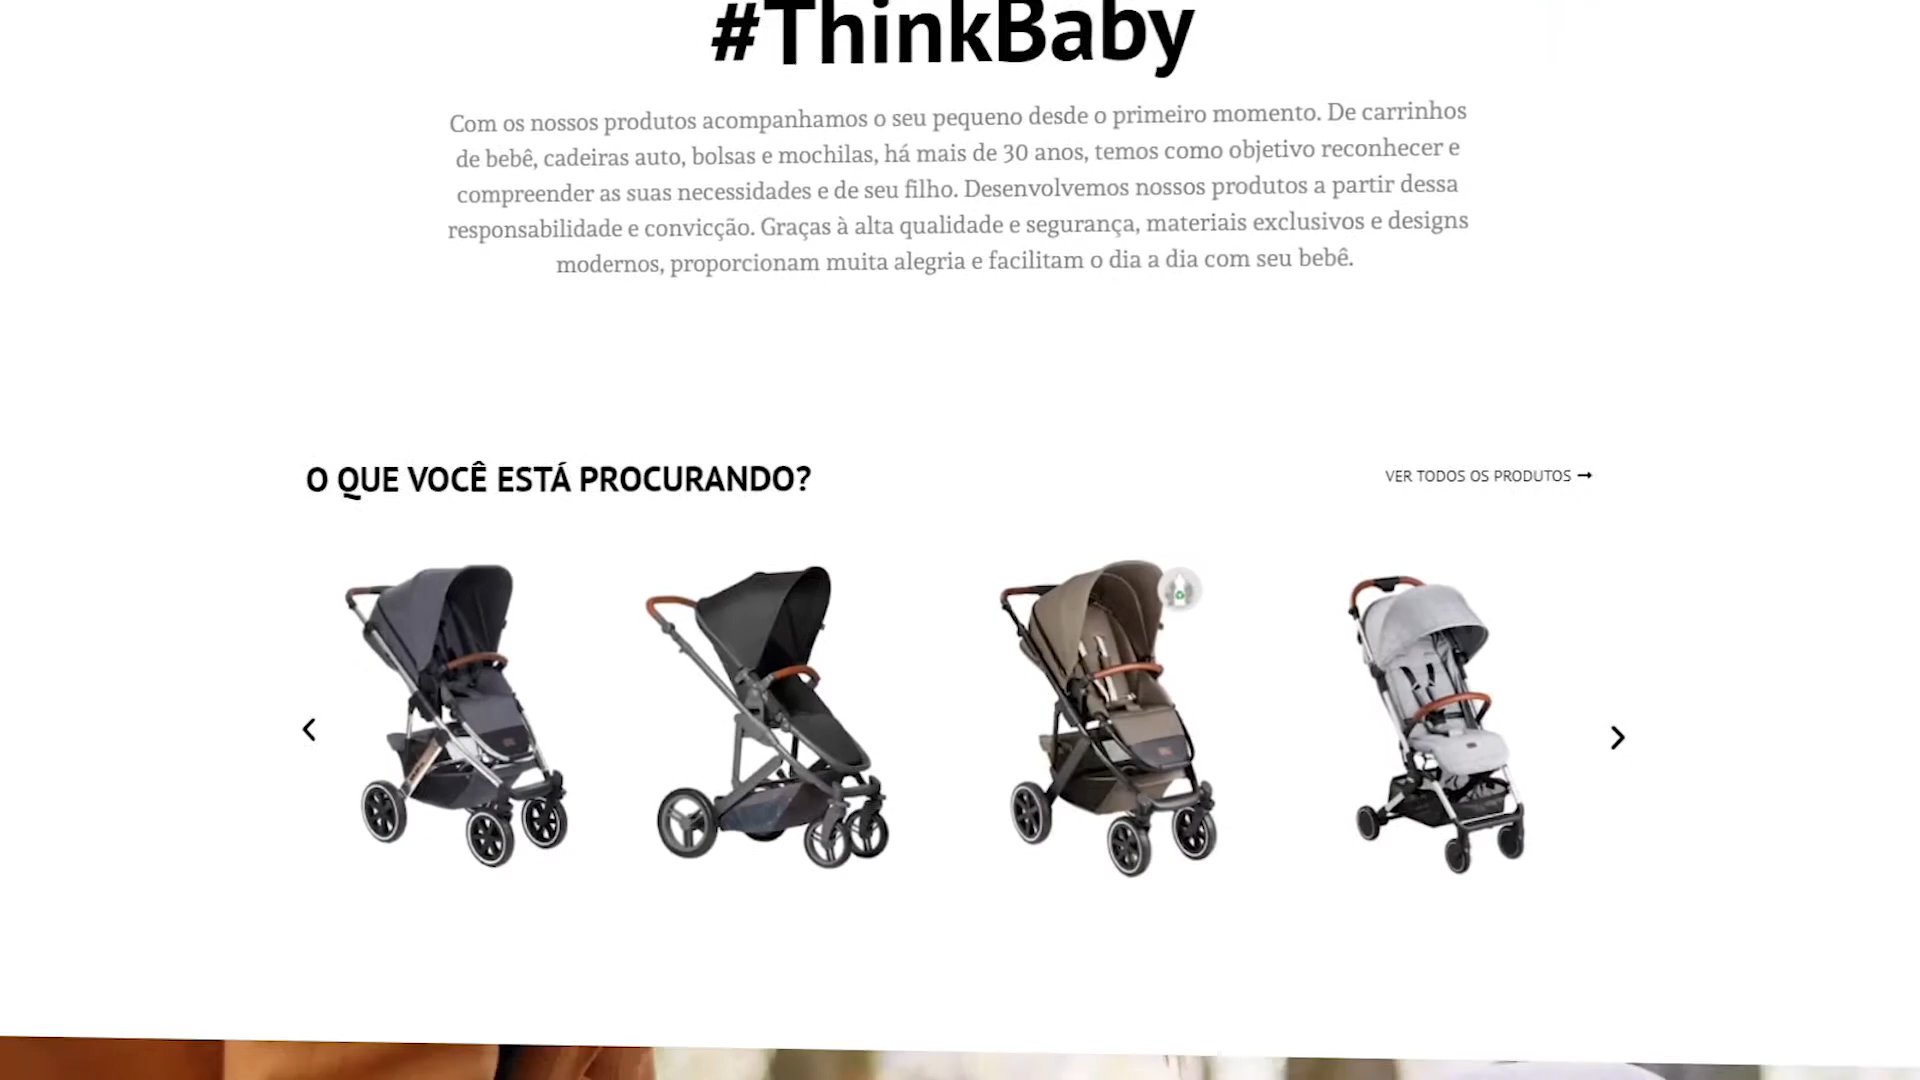 #ThinkBaby
Com os nossos produtos acompanhamos o seu pequeno desde o primeiro momento. De carrinhos
de bebê, cadeiras auto, bolsas e mochilas, há mais de 30 anos, temos como objetivo reconhecer e
compreender as suas necessidades e de seu filho. Desenvolvemos nossos produtos a partir dessa
responsabilidade e convicção. Graças à alta qualidade e segurança, materiais exclusivos e designs
modernos, proporcionam muita alegria e facilitam o dia a dia com seu bebê.
O QUE VOCÊ ESTÁ PROCURANDO?
VER TODOS OS PRODUTOS →